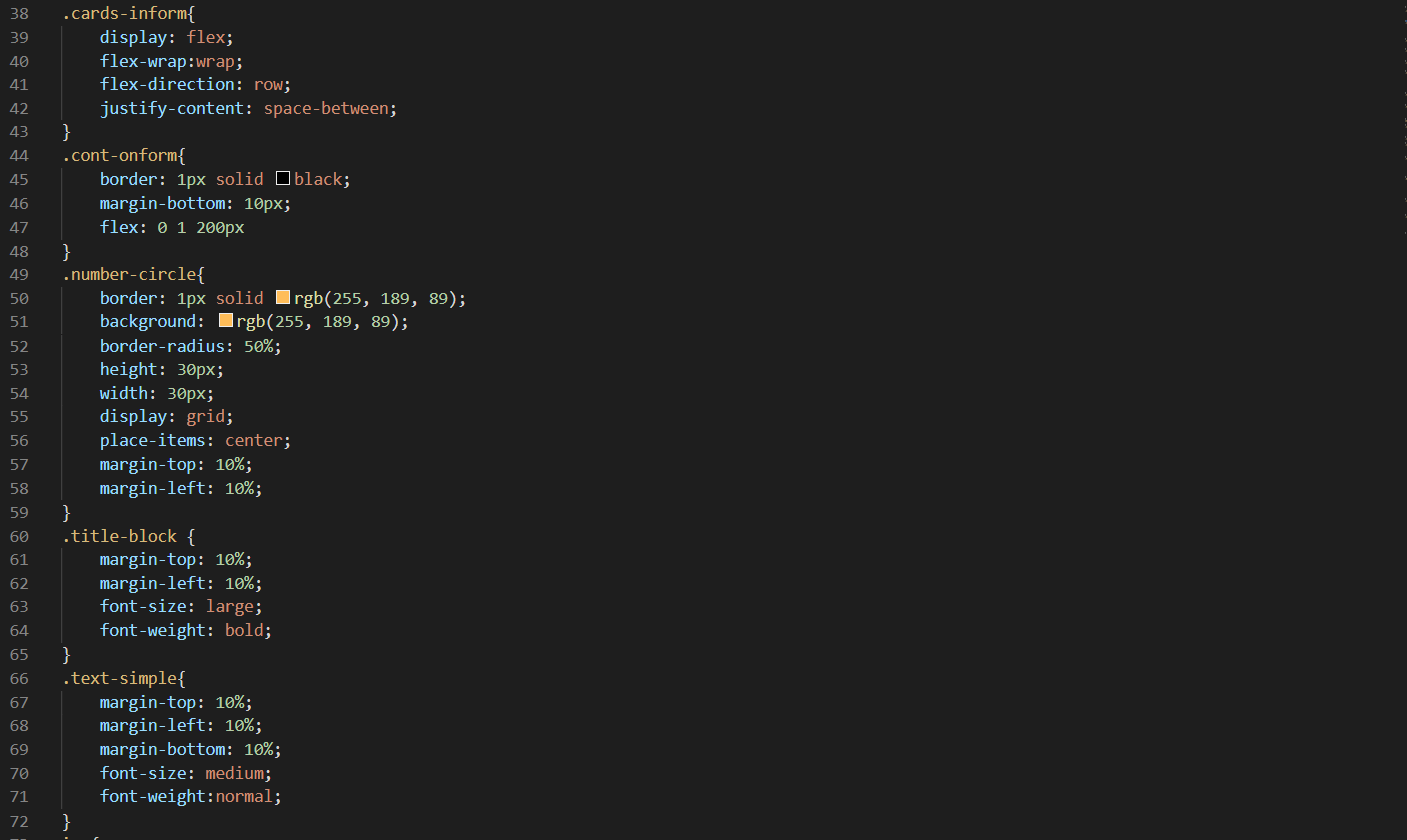 38 .cards-inform{
39 display: flex;
40 flex-wrap:wrap;
41 flex-direction: row;
42 justify-content: space-between;
43 }
44 .cont-onform{
45 border: 1px solid black;
46 margin-bottom: 10px;
47 flex: 0 1 200px
48 }
49 .number-circle{
50 border: 1px solid rgb(255, 189, 89);
51 background: rgb(255, 189, 89);
52 border-radius: 50%;
53 height: 30px;
54 width: 30px;
55 display: grid;
56 place-items: center;
57 margin-top: 10%;
58 margin-left: 10%;
59 }
60 .title-block {
61 margin-top: 10%;
62 margin-left: 10%;
63 font-size: large;
64 font-weight: bold;
65 }
66 .text-simple{
67 margin-top: 10%;
68 margin-left: 10%;
69 margin-bottom: 10%;
70 font-size: medium;
71 font-weight:normal;
72 }